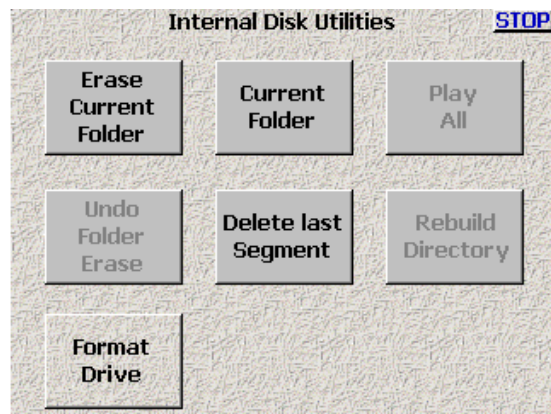 Internal Disk Utilities STOP
Erase
Current
Folder
Current
Folder
Play
All
Undo
Folder
Erase
Delete last
Segment
Rebuild
Directory
Format
Drive